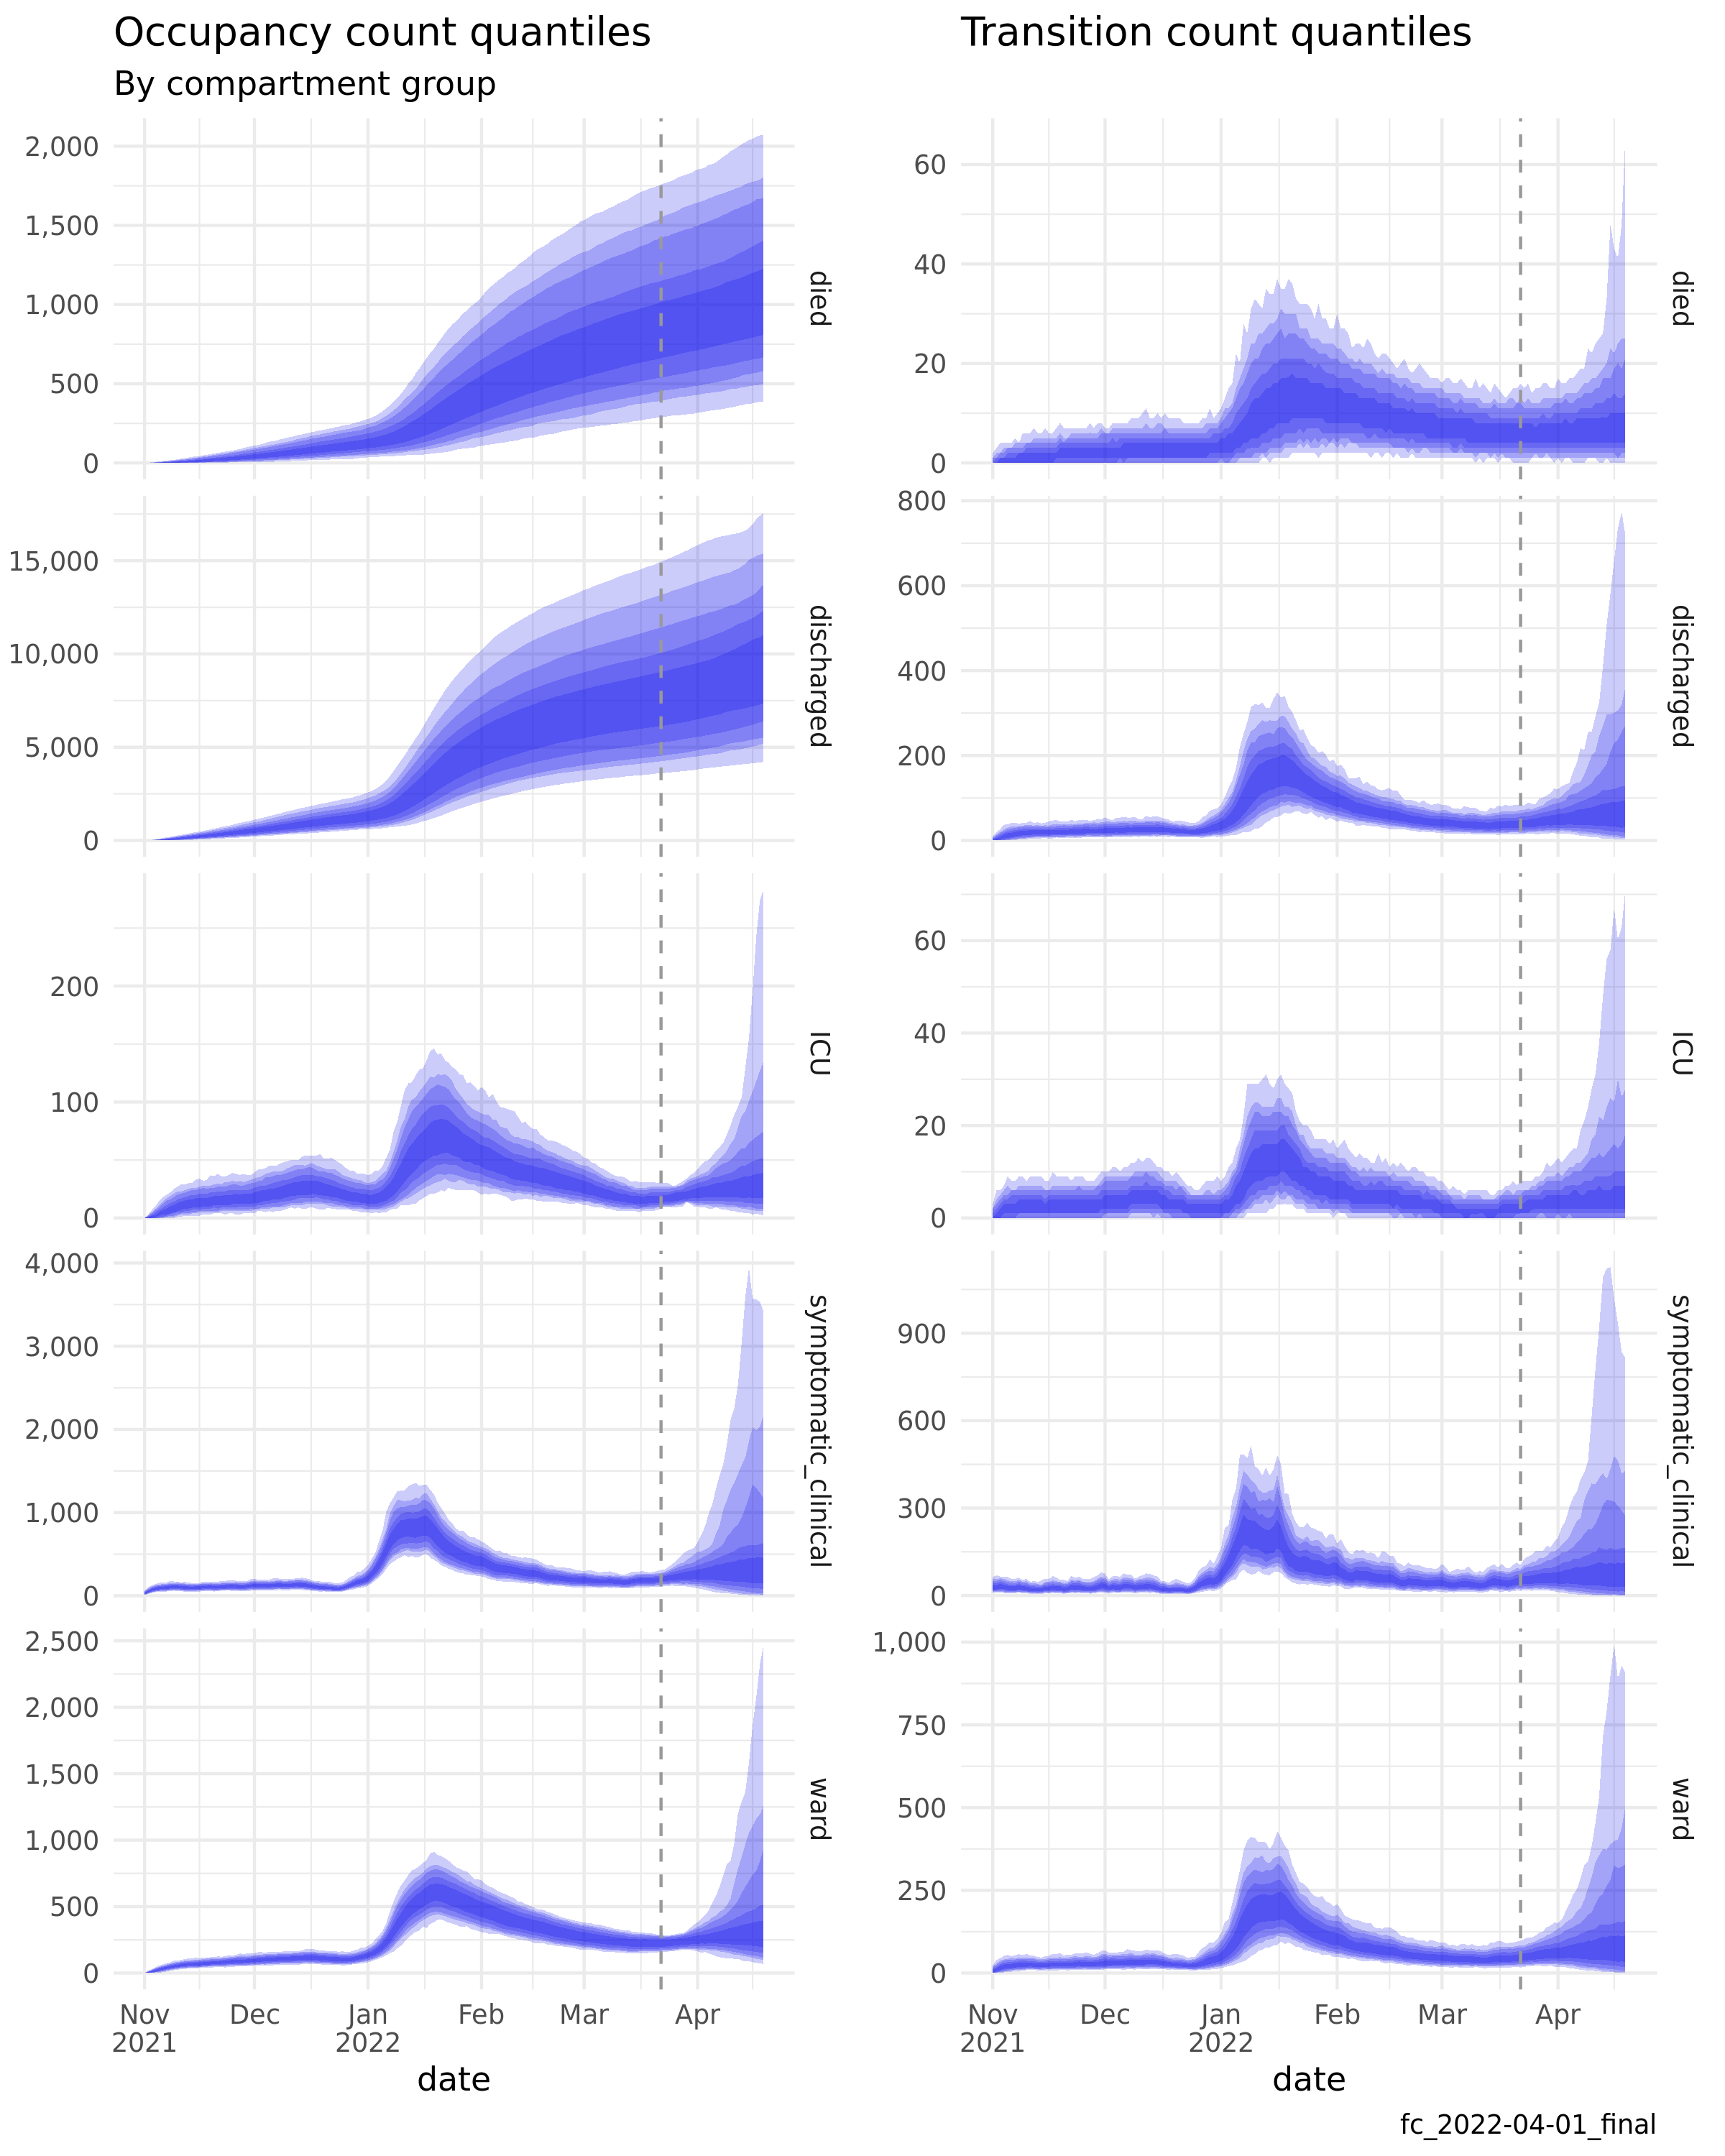 Occupancy count quantiles
By compartment group
2,000
1,500
1,000
500
0
died
15,000
10,000
5,000
0
discharged
200
100
0
ICU
4,000
3,000
2,000
1,000
0
symptomatic_clinical
2,500
2,000
1,500
1,000
500
0
ward
Nov Dec Jan Feb Mar Apr
2021 2022
date
Transition count quantiles
60
40
20
0
died
800
600
400
200
0
discharged
60
40
20
0
ICU
900
600
300
0
symptomatic_clinical
1,000
750
500
250
0
ward
Nov Dec Jan Feb Mar Apr
2021 2022
date
fc_2022-04-01_final